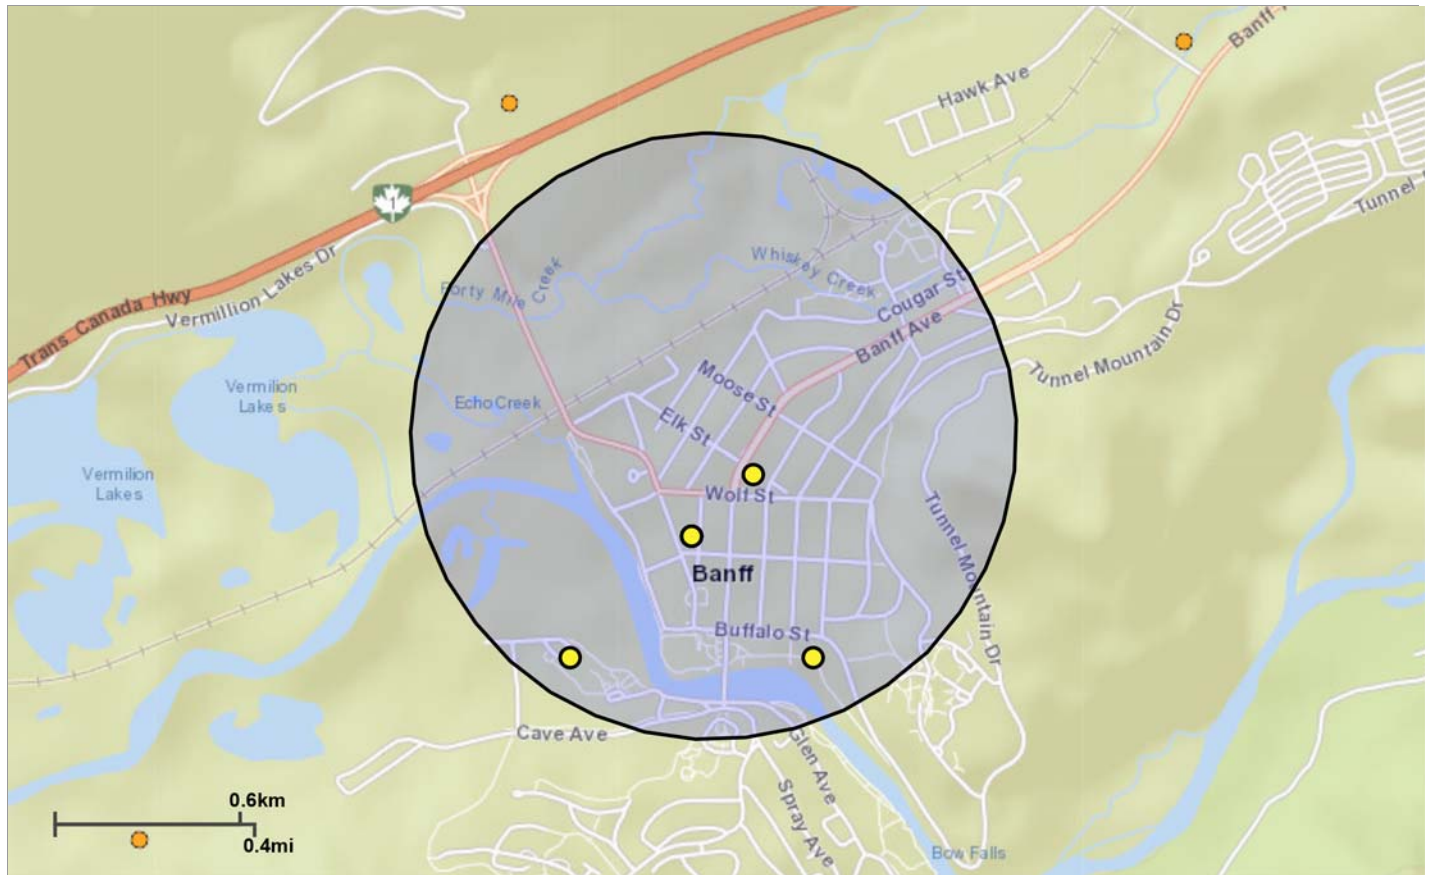 Banff
Hawk Ave
1
Tunnel
Trans Canada Hwy
Vermillion Lakes Dr
Forty Mile Creek
Whiskey Creek
Cougar St
Banff Ave
Tunnel Mountain Dr
Vermilion
Lakes
Echo Creek
Moose St
Elk St
Vermilion
Lakes
Wolf St
Tunnel Mountain Dr
Banff
Buffalo St
Cave Ave
Glen Ave
Spray Ave
0.6km
0.4mi
Bow Falls